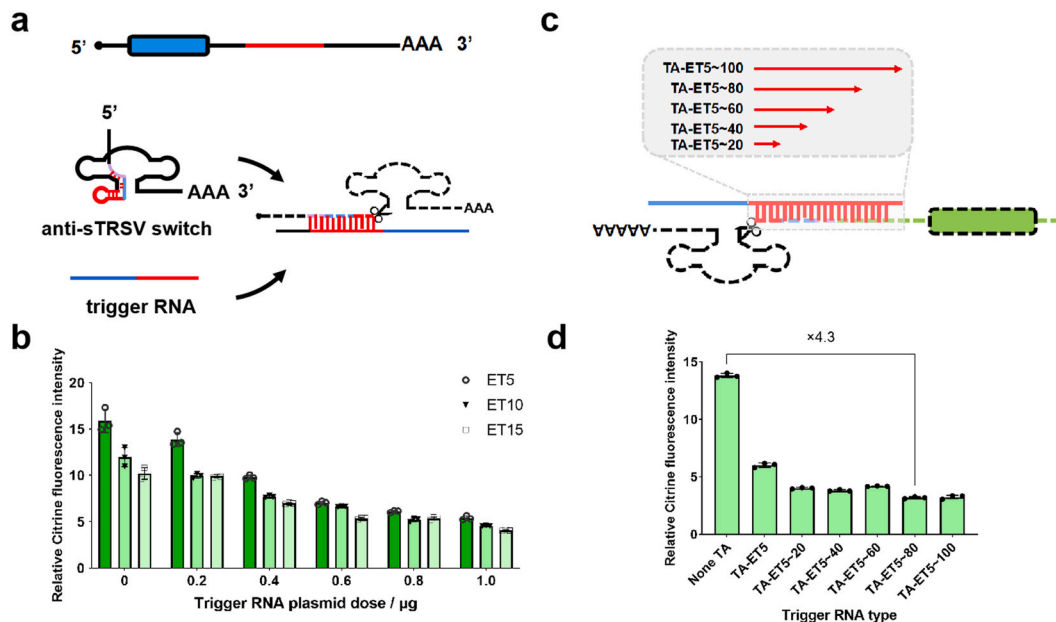 a
5'
AAA 3'
5'
AAA 3'
anti-sTRSV switch
AAA
trigger RNA
b
Relative Citrine fluorescence intensity
20
15
10
5
0
ET5
ET10
ET15
0 0.2 0.4 0.6 0.8 1.0
Trigger RNA plasmid dose / μg
c
TA-ET5~100
TA-ET5~80
TA-ET5~60
TA-ET5~40
TA-ET5~20
AAAAA
d
×4.3
Relative Citrine fluorescence intensity
15
10
5
0
None TA
TA-ET5
TA-ET5~20
TA-ET5~40
TA-ET5~60
TA-ET5~80
TA-ET5~100
Trigger RNA type